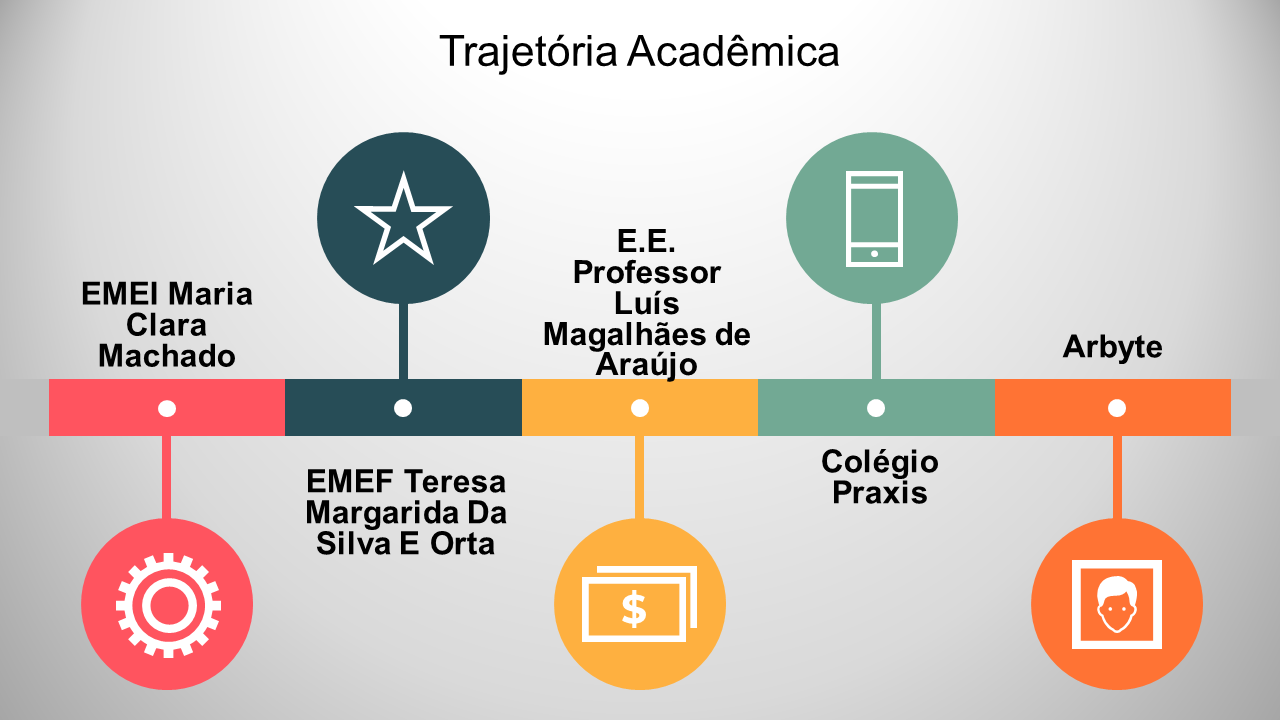 Trajetória Acadêmica
EMEI Maria
Clara
Machado
EMEF Teresa
Margarida Da
Silva E Orta
E.E.
Professor
Luís
Magalhães de
Araújo
$
Colégio
Praxis
Arbyte